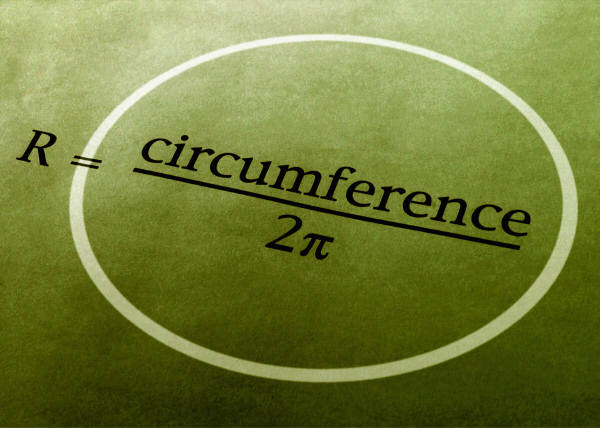 R = circumference
2π